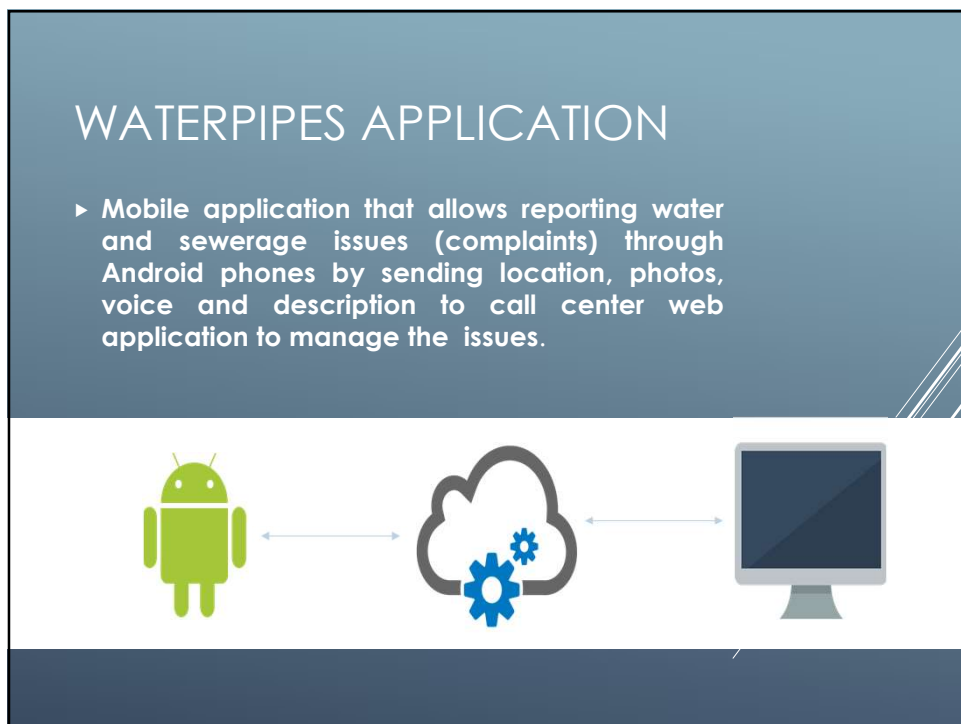 WATERPIPES APPLICATION
Mobile application that allows reporting water
and sewerage issues (complaints) through
Android phones by sending location, photos,
voice and description to call center web
application to manage the issues.